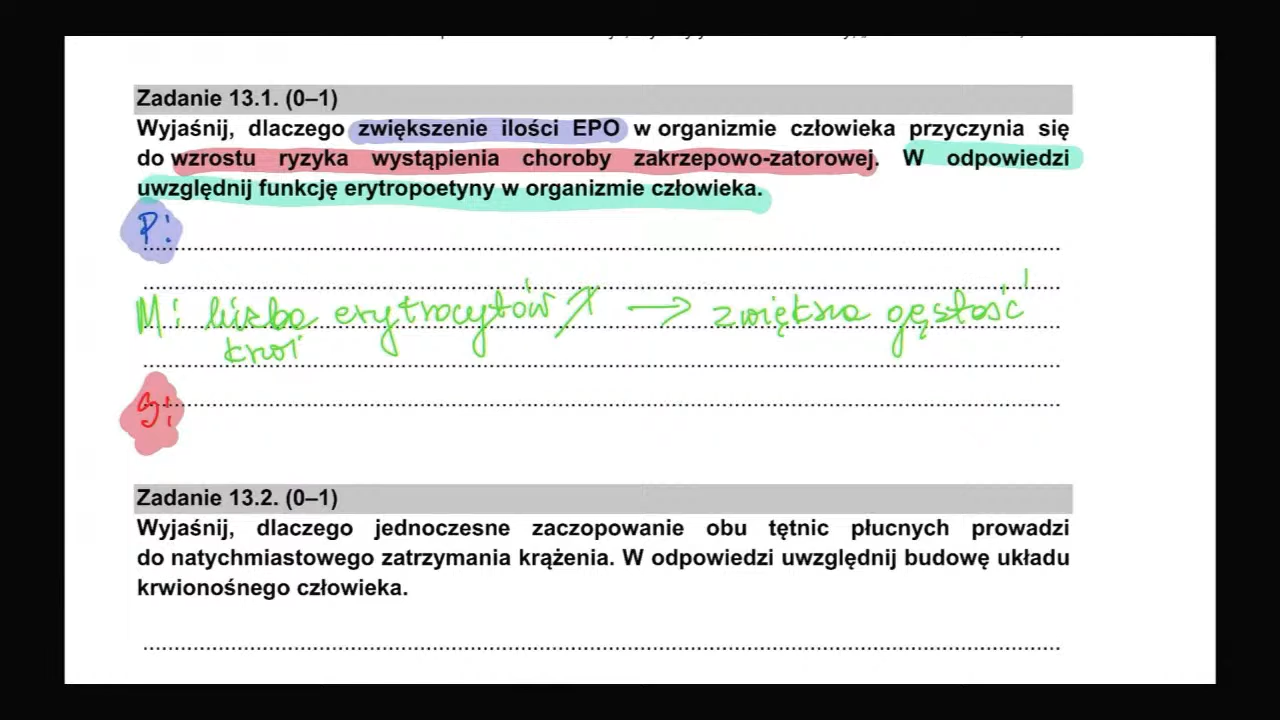 Zadanie 13.1. (0–1)
Wyjaśnij, dlaczego zwiększenie ilości EPO w organizmie człowieka przyczynia się
do wzrostu ryzyka wystąpienia choroby zakrzepowo-zatorowej. W odpowiedzi
uwzględnij funkcję erytropoetyny w organizmie człowieka.
P:
M: liczba erytrocytów ↗ → zwiększa gęstość
krwi
S:
Zadanie 13.2. (0–1)
Wyjaśnij, dlaczego jednoczesne zaczopowanie obu tętnic płucnych prowadzi
do natychmiastowego zatrzymania krążenia. W odpowiedzi uwzględnij budowę układu
krwionośnego człowieka.